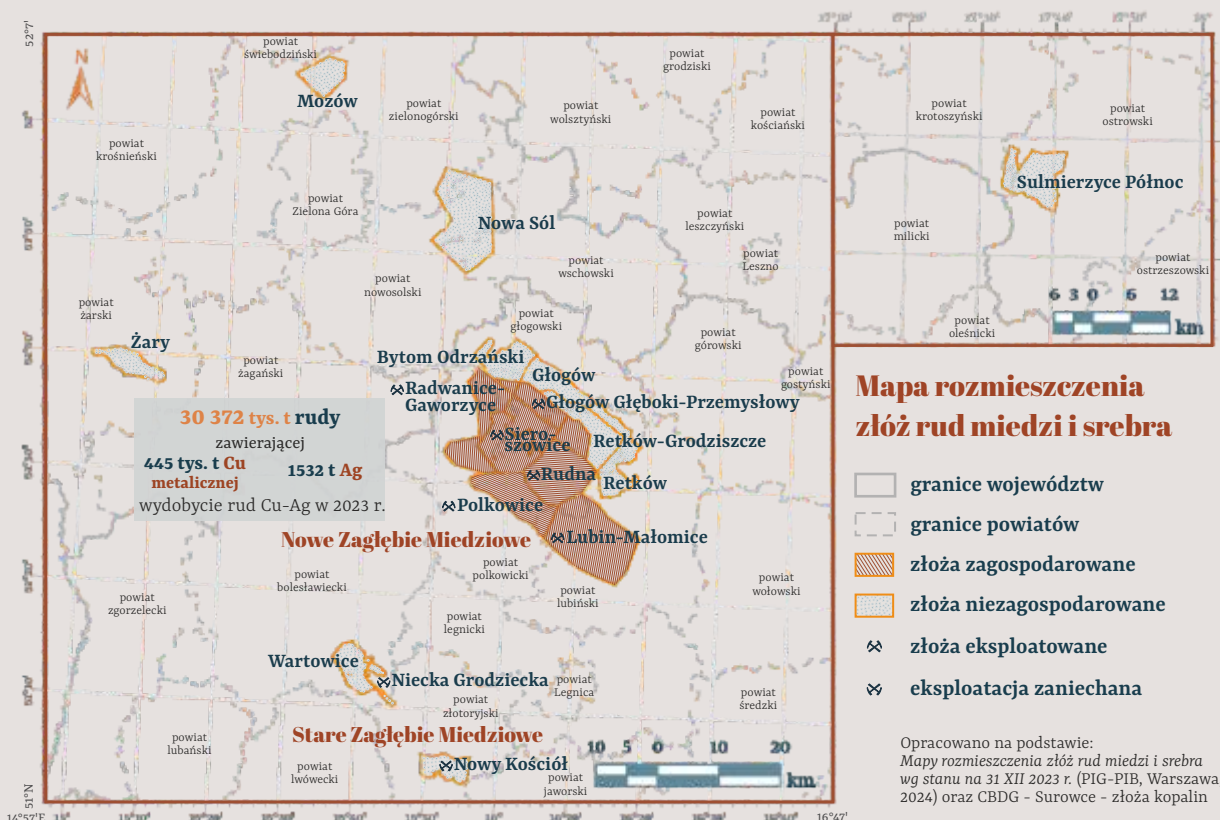 52°7'
N
powiat
świebodziński
Mozów
powiat
zielonogórski
powiat
wolsztyński
powiat
grodziski
powiat
kościański
powiat
krośnieński
powiat
Zielona Góra
Nowa Sól
powiat
leszczyński
powiat
Leszno
powiat
wschowski
powiat
nowosolski
powiat
żarski
Żary
powiat
żagański
powiat
głogowski
powiat
górowski
powiat
gostyński
Bytom Odrzański
Głogów
Radwanice-
Gaworzyce
Głogów Głęboki-Przemysłowy
Siero-
szowice
Retków-Grodziszcze
Rudna
Retków
Polkowice
Lubin-Małomice
30 372 tys. t rudy
zawierającej
445 tys. t Cu
metalicznej
1532 t Ag
wydobycie rud Cu-Ag w 2023 r.
Nowe Zagłębie Miedziowe
powiat
polkowicki
powiat
bolesławiecki
powiat
lubiński
powiat
wołowski
powiat
zgorzelecki
powiat
legnicki
Wartowice
Niecka Grodziecka
powiat
Legnica
powiat
złotoryjski
powiat
średzki
Stare Zagłębie Miedziowe
powiat
lubański
powiat
lwówecki
Nowy Kościół
powiat
jaworski
10 5 0 10 20
km
51°N
14°57'E
16°47'
powiat
krotoszyński
powiat
ostrowski
Sulmierzyce Północ
powiat
milicki
powiat
ostrzeszowski
powiat
oleśnicki
6 3 0 6 12
km
Mapa rozmieszczenia
złóż rud miedzi i srebra
granice województw
granice powiatów
złoża zagospodarowane
złoża niezagospodarowane
złoża eksploatowane
eksploatacja zaniechana
Opracowano na podstawie:
Mapy rozmieszczenia złóż rud miedzi i srebra
wg stanu na 31 XII 2023 r. (PIG-PIB, Warszawa
2024) oraz CBDG - Surowce - złoża kopalin